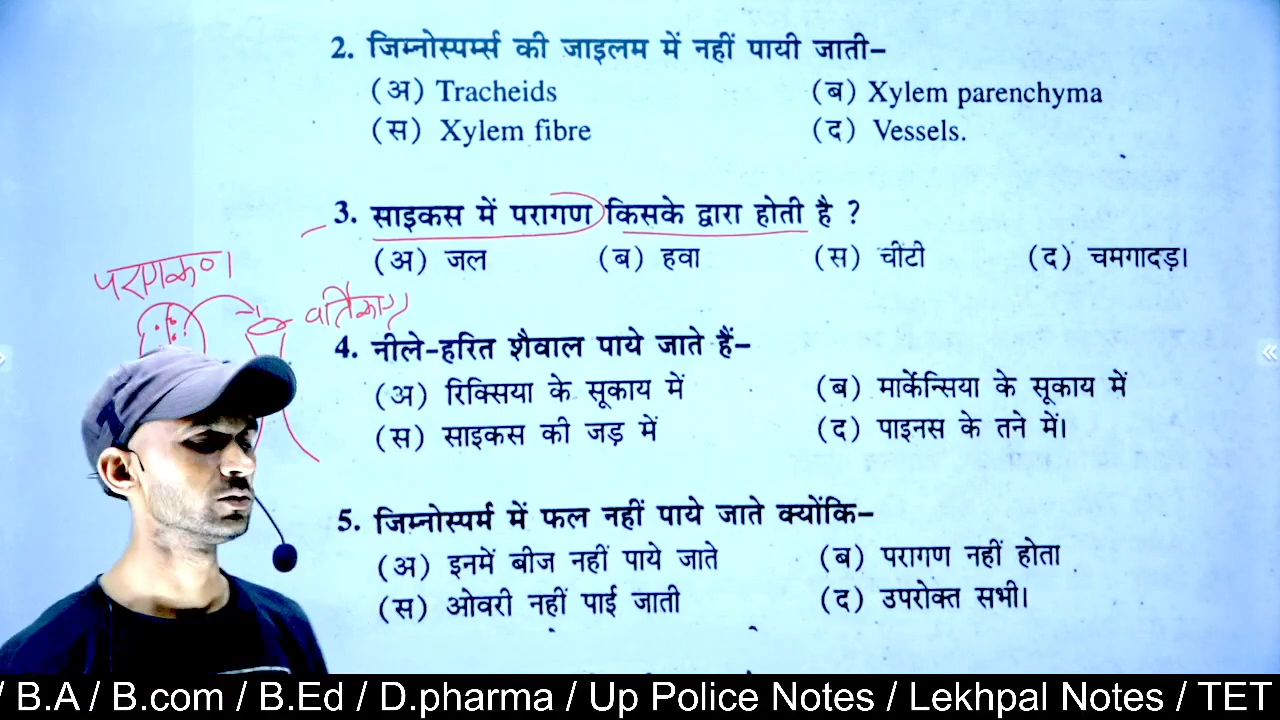 2. जिम्नोस्पर्म्स की जाइलम में नहीं पायी जाती–
(अ) Tracheids (ब) Xylem parenchyma
(स) Xylem fibre (द) Vessels.
3. साइकस में परागण किसके द्वारा होती है ?
(अ) जल (ब) हवा (स) चीटी (द) चमगादड़।
परागकण
वर्तिकाग्र
4. नीले-हरित शैवाल पाये जाते हैं–
(अ) रिक्सिया के सूकाय में (ब) मार्केन्सिया के सूकाय में
(स) साइकस की जड़ में (द) पाइनस के तने में।
5. जिम्नोस्पर्म में फल नहीं पाये जाते क्योंकि–
(अ) इनमें बीज नहीं पाये जाते (ब) परागण नहीं होता
(स) ओवरी नहीं पाई जाती (द) उपरोक्त सभी।
/ B.A / B.com / B.Ed / D.pharma / Up Police Notes / Lekhpal Notes / TET